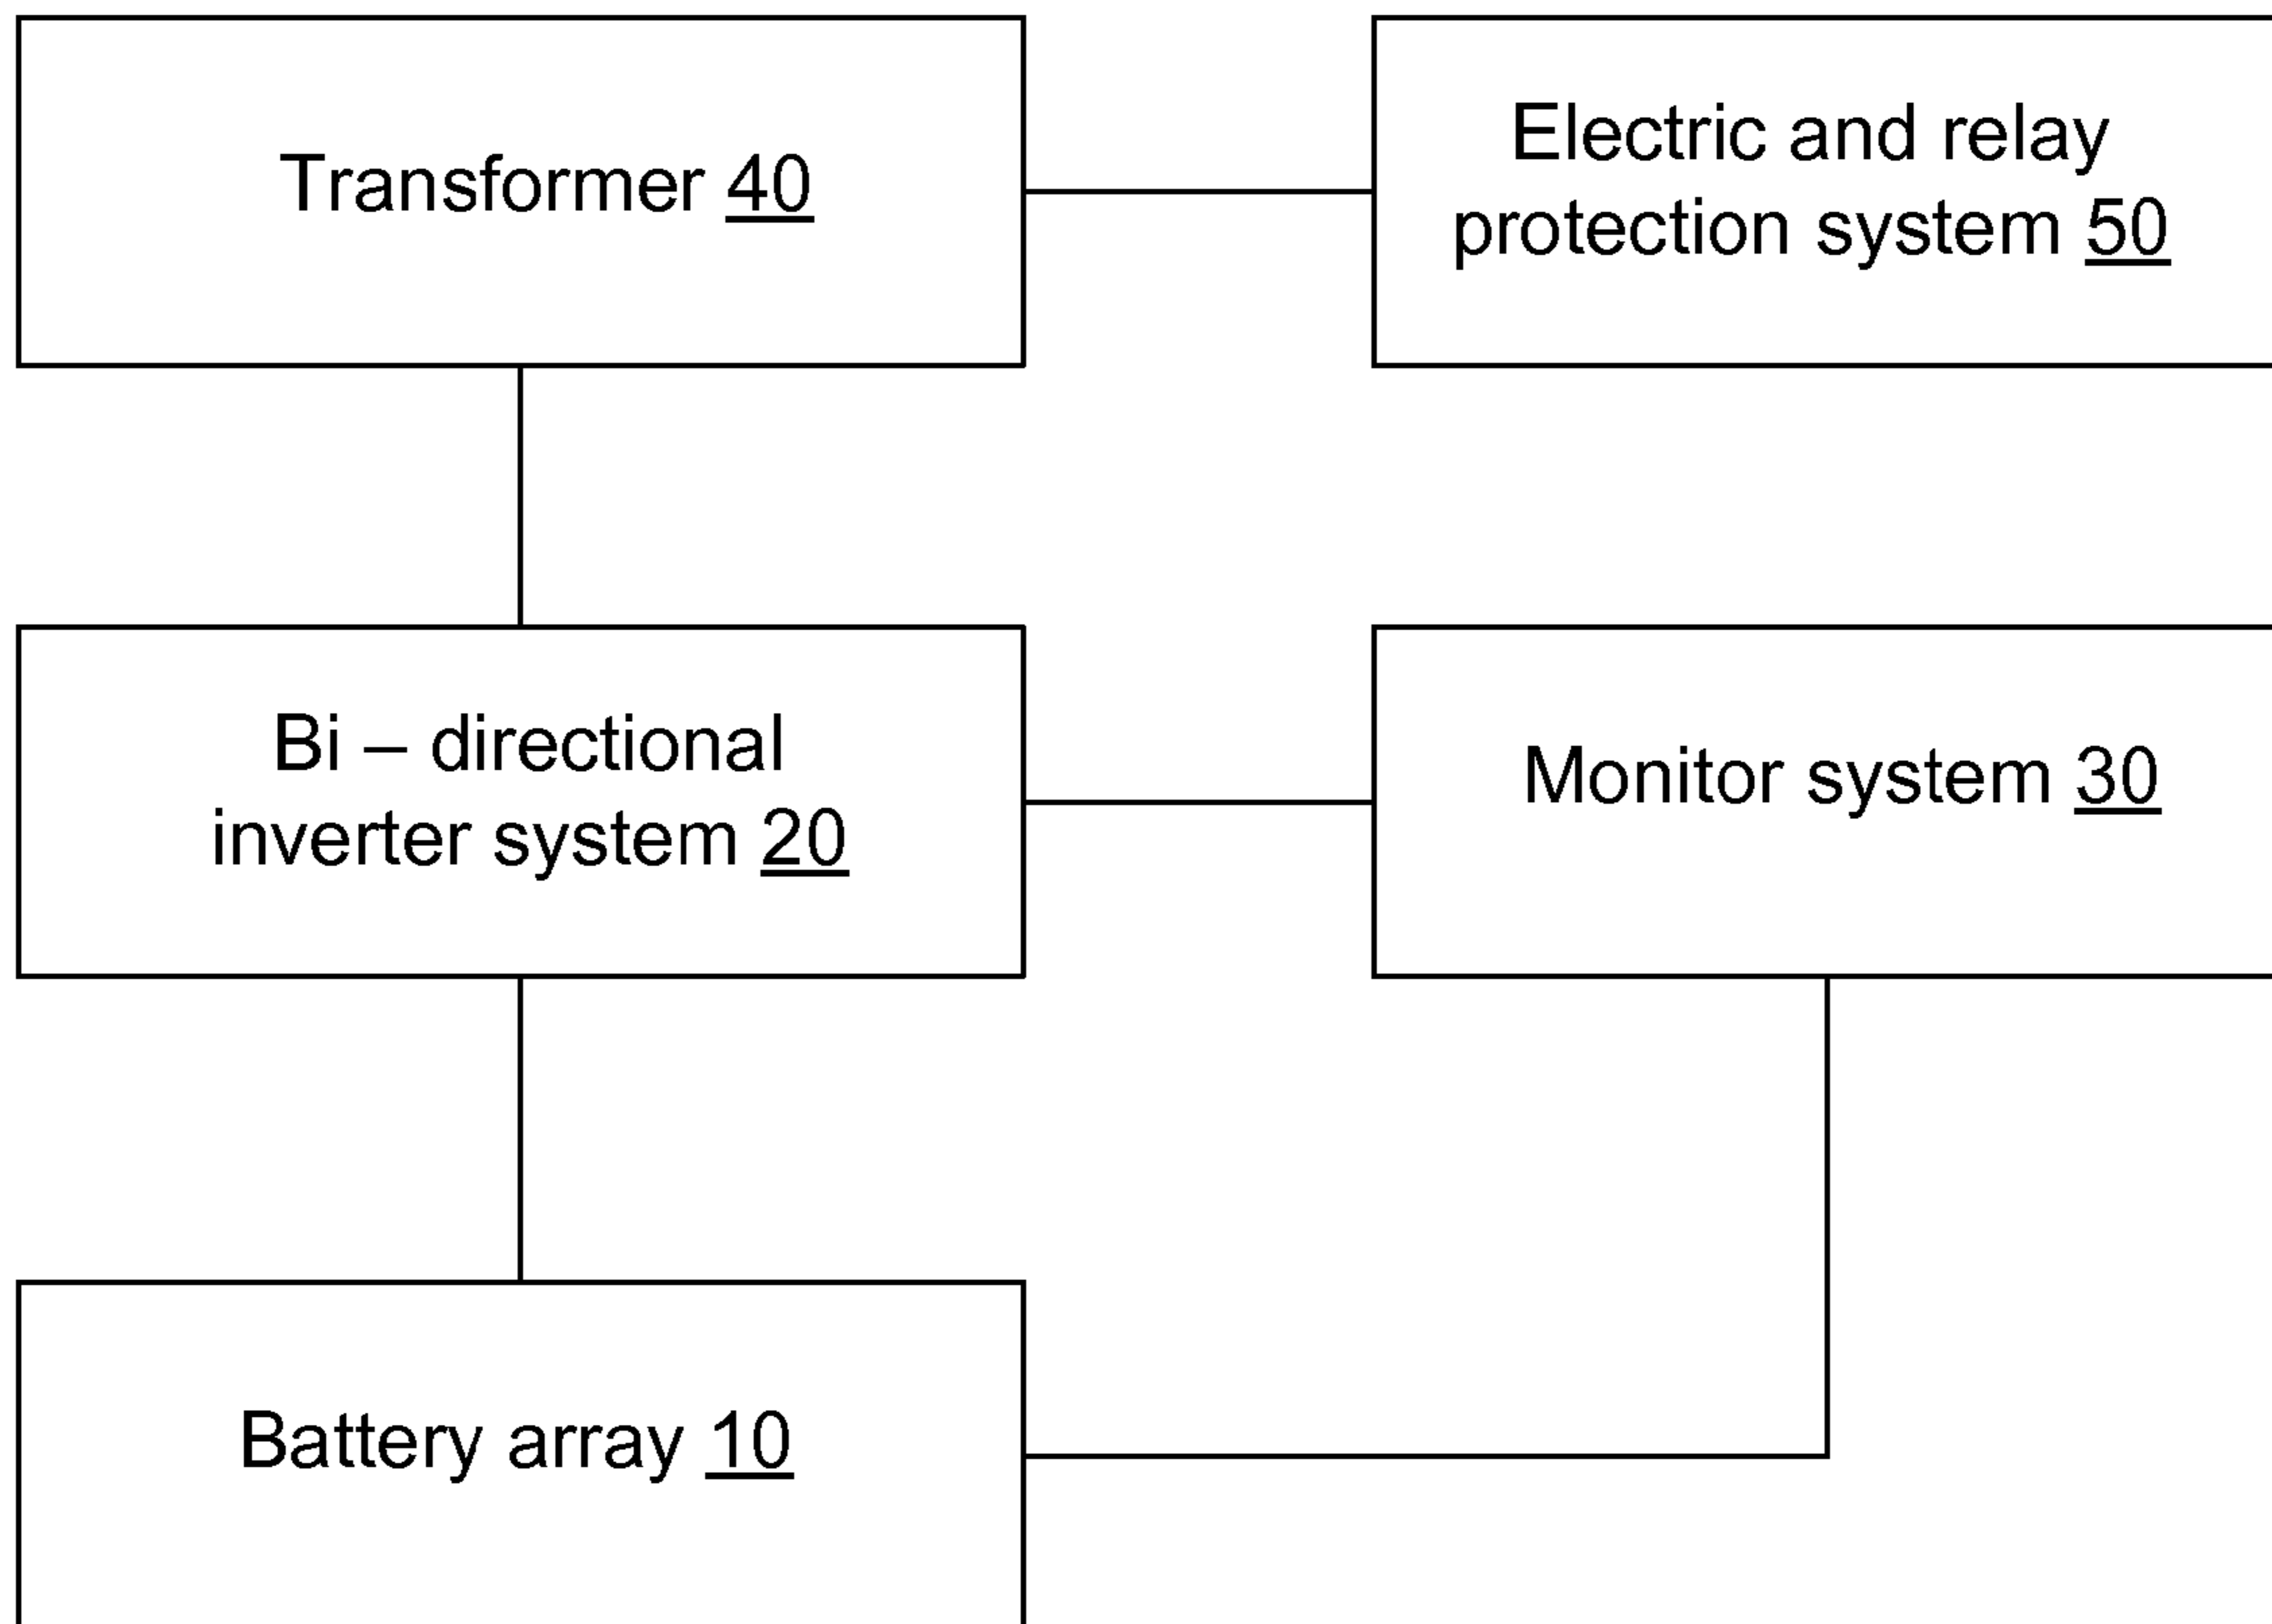 Transformer 40
Electric and relay
protection system 50
Bi – directional
inverter system 20
Monitor system 30
Battery array 10